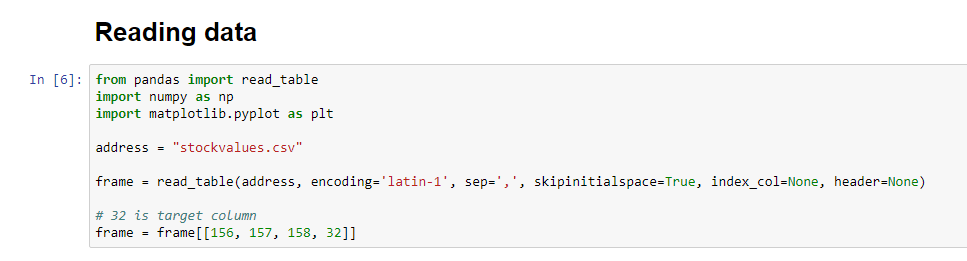 Reading data
In [6]:
from pandas import read_table
import numpy as np
import matplotlib.pyplot as plt
address = "stockvalues.csv"
frame = read_table(address, encoding='latin-1', sep=',', skipinitialspace=True, index_col=None, header=None)
# 32 is target column
frame = frame[[156, 157, 158, 32]]